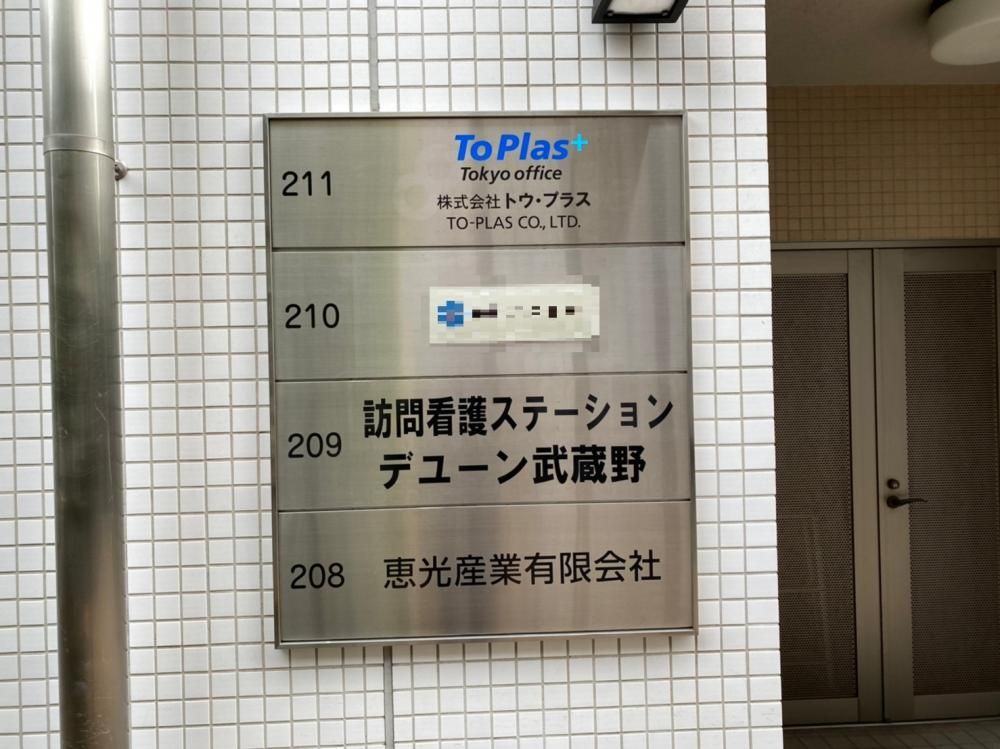 211
To Plas+
Tokyo office
株式会社トウ・プラス
TO-PLAS CO., LTD.
210
209
訪問看護ステーション
デューン武蔵野
208
恵光産業有限会社